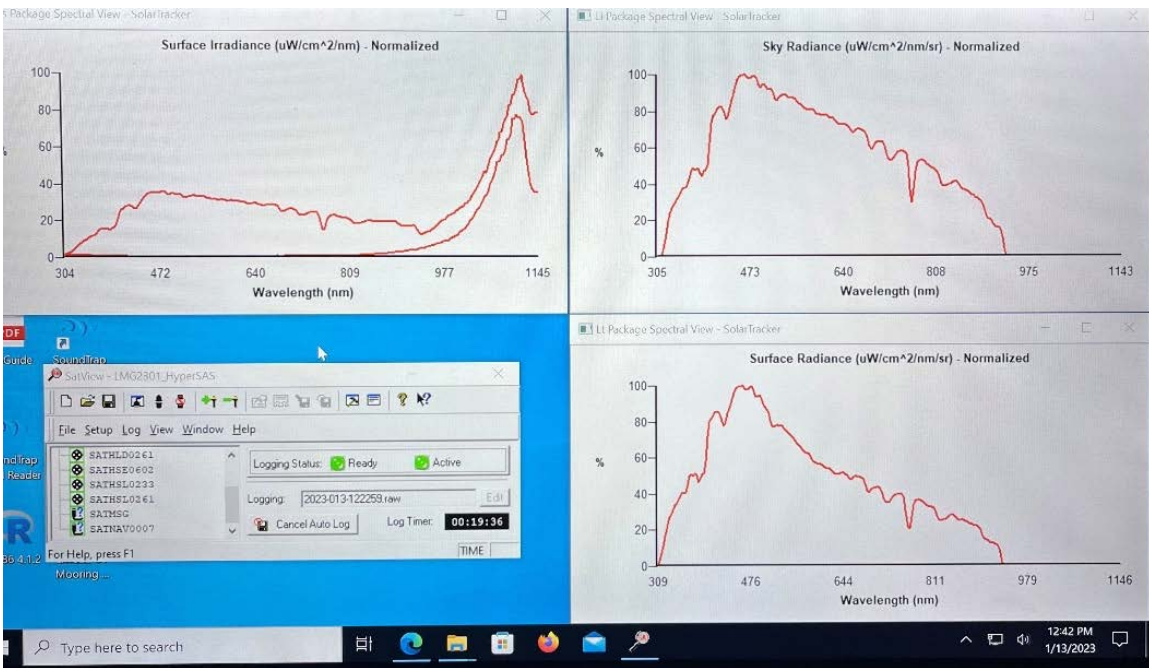 Package Spectral View - SolarTracker
Surface Irradiance (uW/cm^2/nm) - Normalized
100
80
60
40
20
0
%
304 472 640 809 977 1145
Wavelength (nm)
Li Package Spectral View - SolarTracker
Sky Radiance (uW/cm^2/nm/sr) - Normalized
100
80
60
40
20
0
%
305 473 640 808 975 1143
Wavelength (nm)
Lt Package Spectral View - SolarTracker
Surface Radiance (uW/cm^2/nm/sr) - Normalized
100
80
60
40
20
0
%
309 476 644 811 979 1146
Wavelength (nm)
PDF
Guide
SoundTrap
ndTrap
Reader
R
86 4.1.2
Mooring ...
SatView - LMG2301_HyperSAS
File Setup Log View Window Help
SATHLD0261
SATHSE0602
SATHSL0233
SATHSL0261
SATMSG
SATNAV0007
Logging Status: Ready Active
Logging: 2023-013-122259.raw Edit
Cancel Auto Log Log Timer: 00:19:36
For Help, press F1 TIME
Type here to search
12:42 PM
1/13/2023